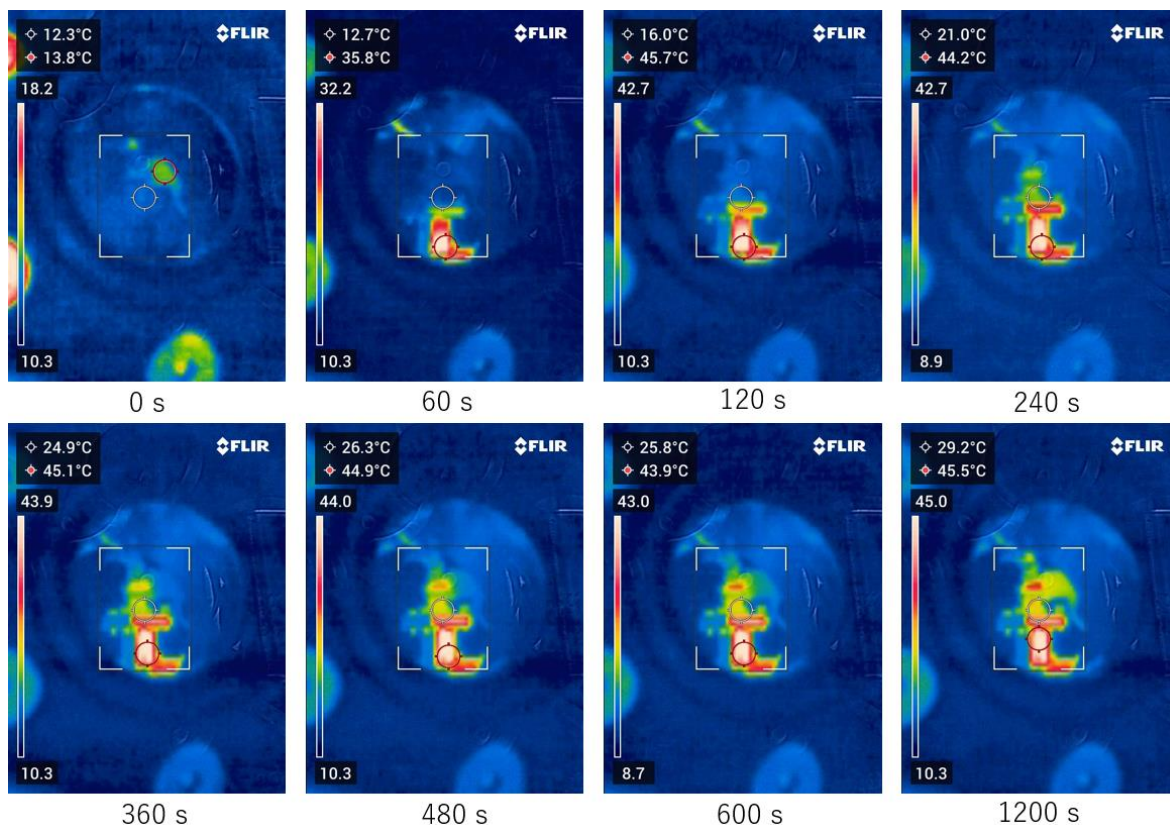 12.3°C FLIR
13.8°C
18.2
10.3
0 s
12.7°C FLIR
35.8°C
32.2
10.3
60 s
16.0°C FLIR
45.7°C
42.7
10.3
120 s
21.0°C FLIR
44.2°C
42.7
8.9
240 s
24.9°C FLIR
45.1°C
43.9
10.3
360 s
26.3°C FLIR
44.9°C
44.0
10.3
480 s
25.8°C FLIR
43.9°C
43.0
8.7
600 s
29.2°C FLIR
45.5°C
45.0
10.3
1200 s